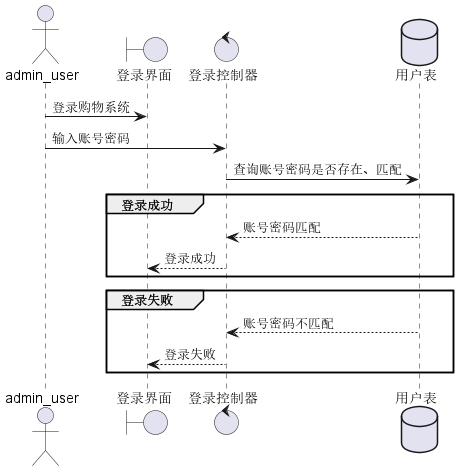 admin_user 登录界面 登录控制器 用户表
登录购物系统
输入账号密码
查询账号密码是否存在、匹配
登录成功
账号密码匹配
登录成功
登录失败
账号密码不匹配
登录失败
admin_user 登录界面 登录控制器 用户表